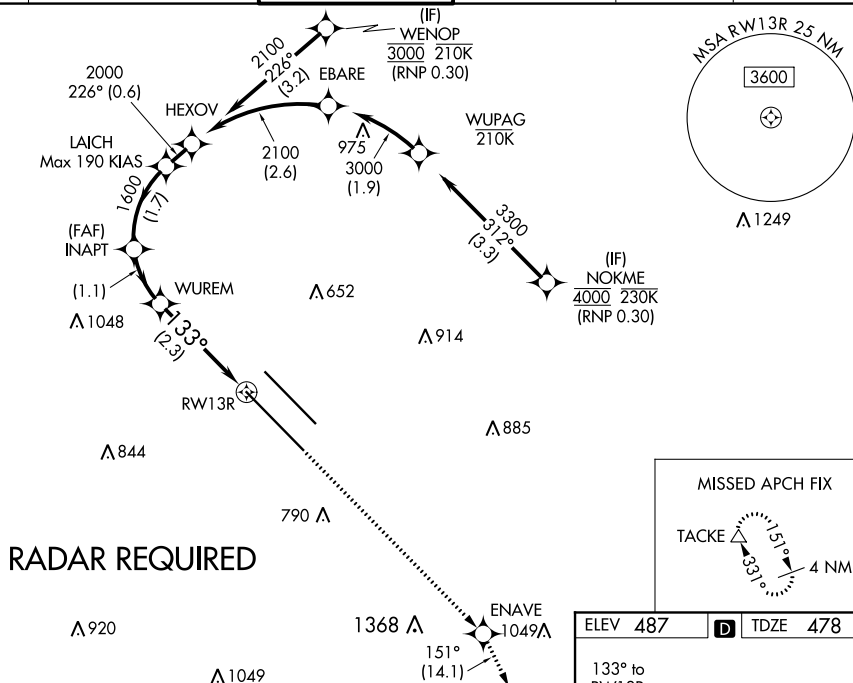 (IF)
WENOP
3000 210K
(RNP 0.30)
2100
226°
(3.2)
EBARE
2000
226° (0.6)
HEXOV
LAICH
Max 190 KIAS
2100
(2.6)
975
3000
(1.9)
WUPAG
210K
MSA RW13R 25 NM
3600
1249
1600
(1.7)
(FAF)
INAPT
3300
312°
(3.3)
(IF)
NOKME
4000 230K
(RNP 0.30)
(1.1)
WUREM
652
1048
133°
(2.3)
914
RW13R
885
844
790
MISSED APCH FIX
TACKE
151°
331°
4 NM
RADAR REQUIRED
920
1368
ENAVE
1049
1049
151°
(14.1)
ELEV 487
D
TDZE 478
133° to